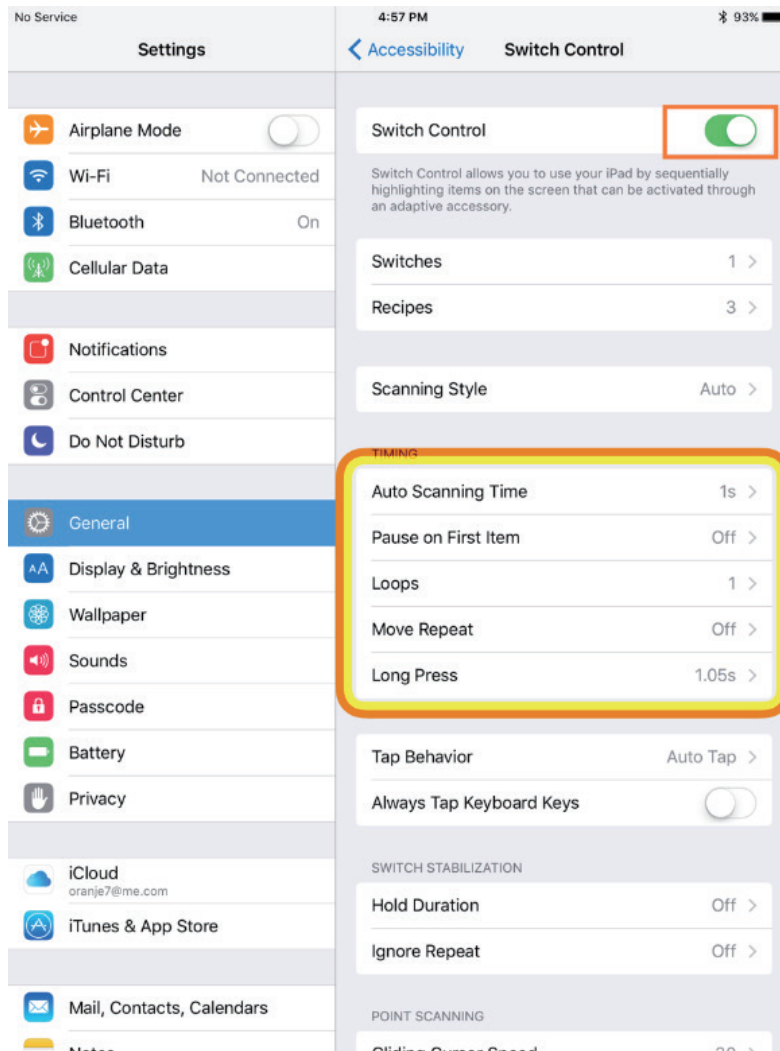 No Service
4:57 PM
93%
Settings
Accessibility
Switch Control
Airplane Mode
Wi-Fi
Not Connected
Bluetooth
On
Cellular Data
Notifications
Control Center
Do Not Disturb
General
AA Display & Brightness
Wallpaper
Sounds
Passcode
Battery
Privacy
iCloud
oranje7@me.com
iTunes & App Store
Mail, Contacts, Calendars
Notes
Switch Control
Switch Control allows you to use your iPad by sequentially
highlighting items on the screen that can be activated through
an adaptive accessory.
Switches 1
Recipes 3
Scanning Style Auto
TIMING
Auto Scanning Time 1s
Pause on First Item Off
Loops 1
Move Repeat Off
Long Press 1.05s
Tap Behavior Auto Tap
Always Tap Keyboard Keys
SWITCH STABILIZATION
Hold Duration Off
Ignore Repeat Off
POINT SCANNING
Gliding Cursor Speed